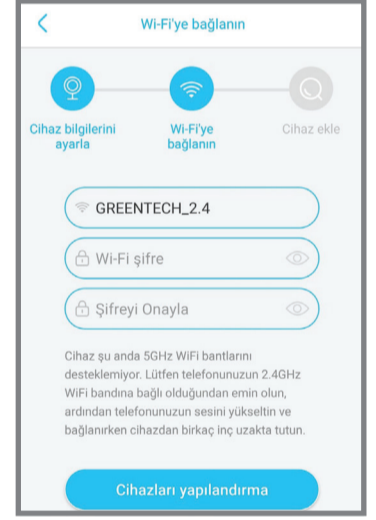 Wi-Fi'ye bağlanın
Cihaz bilgilerini
ayarla
Wi-Fi'ye
bağlanın
Cihaz ekle
GREENTECH_2.4
Wi-Fi şifre
Şifreyi Onayla
Cihaz şu anda 5GHz WiFi bantlarını
desteklemiyor. Lütfen telefonunuzun 2.4GHz
WiFi bandına bağlı olduğundan emin olun,
ardından telefonunuzun sesini yükseltin ve
bağlanırken cihazdan birkaç inç uzakta tutun.
Cihazları yapılandırma